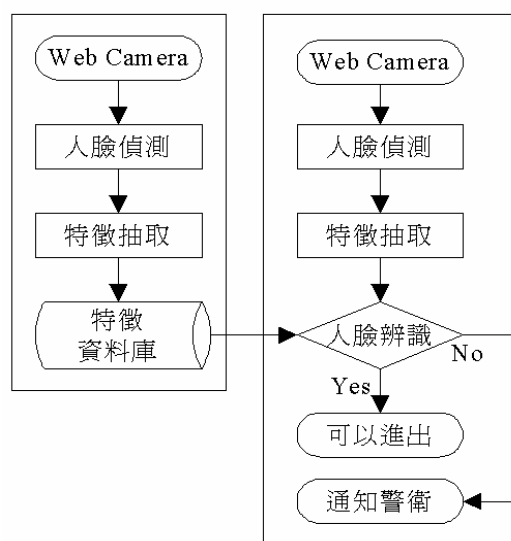 Web Camera
人臉偵測
特徵抽取
特徵
資料庫
Web Camera
人臉偵測
特徵抽取
人臉辨識
No
Yes
可以進出
通知警衛